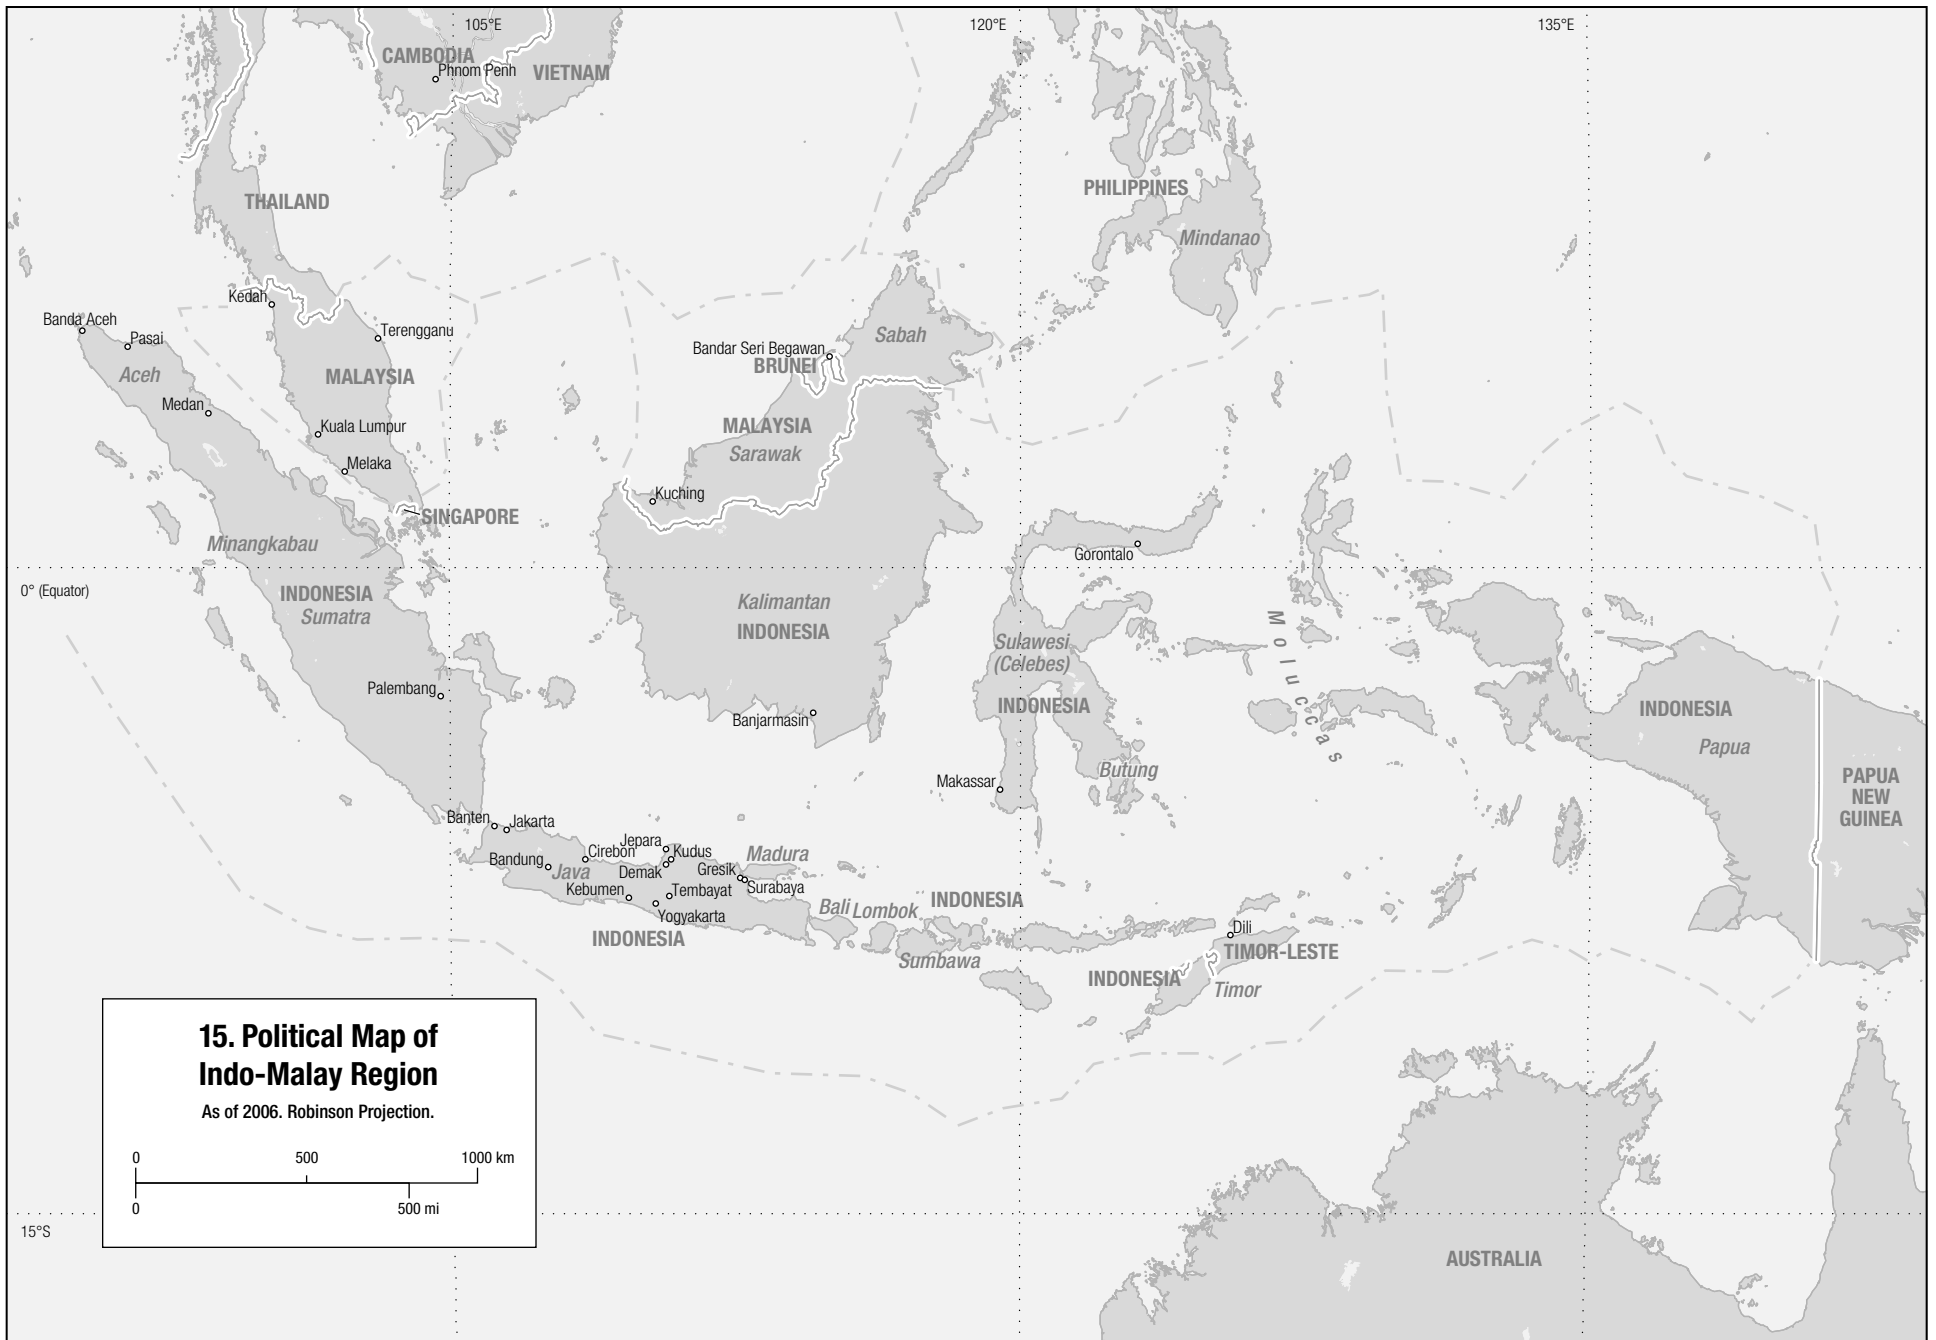 105°E
120°E
135°E
CAMBODIA
Phnom Penh
VIETNAM
THAILAND
PHILIPPINES
Mindanao
Kedah
Banda Aceh
Pasai
Terengganu
Aceh
MALAYSIA
Medan
Kuala Lumpur
Melaka
Sabah
Bandar Seri Begawan
BRUNEI
MALAYSIA
Sarawak
Kuching
SINGAPORE
Minangkabau
Gorontalo
0° (Equator)
INDONESIA
Sumatra
Kalimantan
INDONESIA
Moluccas
Sulawesi
(Celebes)
INDONESIA
Palembang
Banjarmasin
INDONESIA
Papua
Butung
Makassar
PAPUA
NEW
GUINEA
Banten
Jakarta
Bandung
Java
Cirebon
Jepara
Kudus
Demak
Madura
Gresik
Surabaya
Kebumen
Tembayat
Yogyakarta
INDONESIA
Bali
Lombok
INDONESIA
Sumbawa
Dili
TIMOR-LESTE
INDONESIA
Timor
15. Political Map of
Indo-Malay Region
As of 2006. Robinson Projection.
0 500 1000 km
0 500 mi
15°S
AUSTRALIA